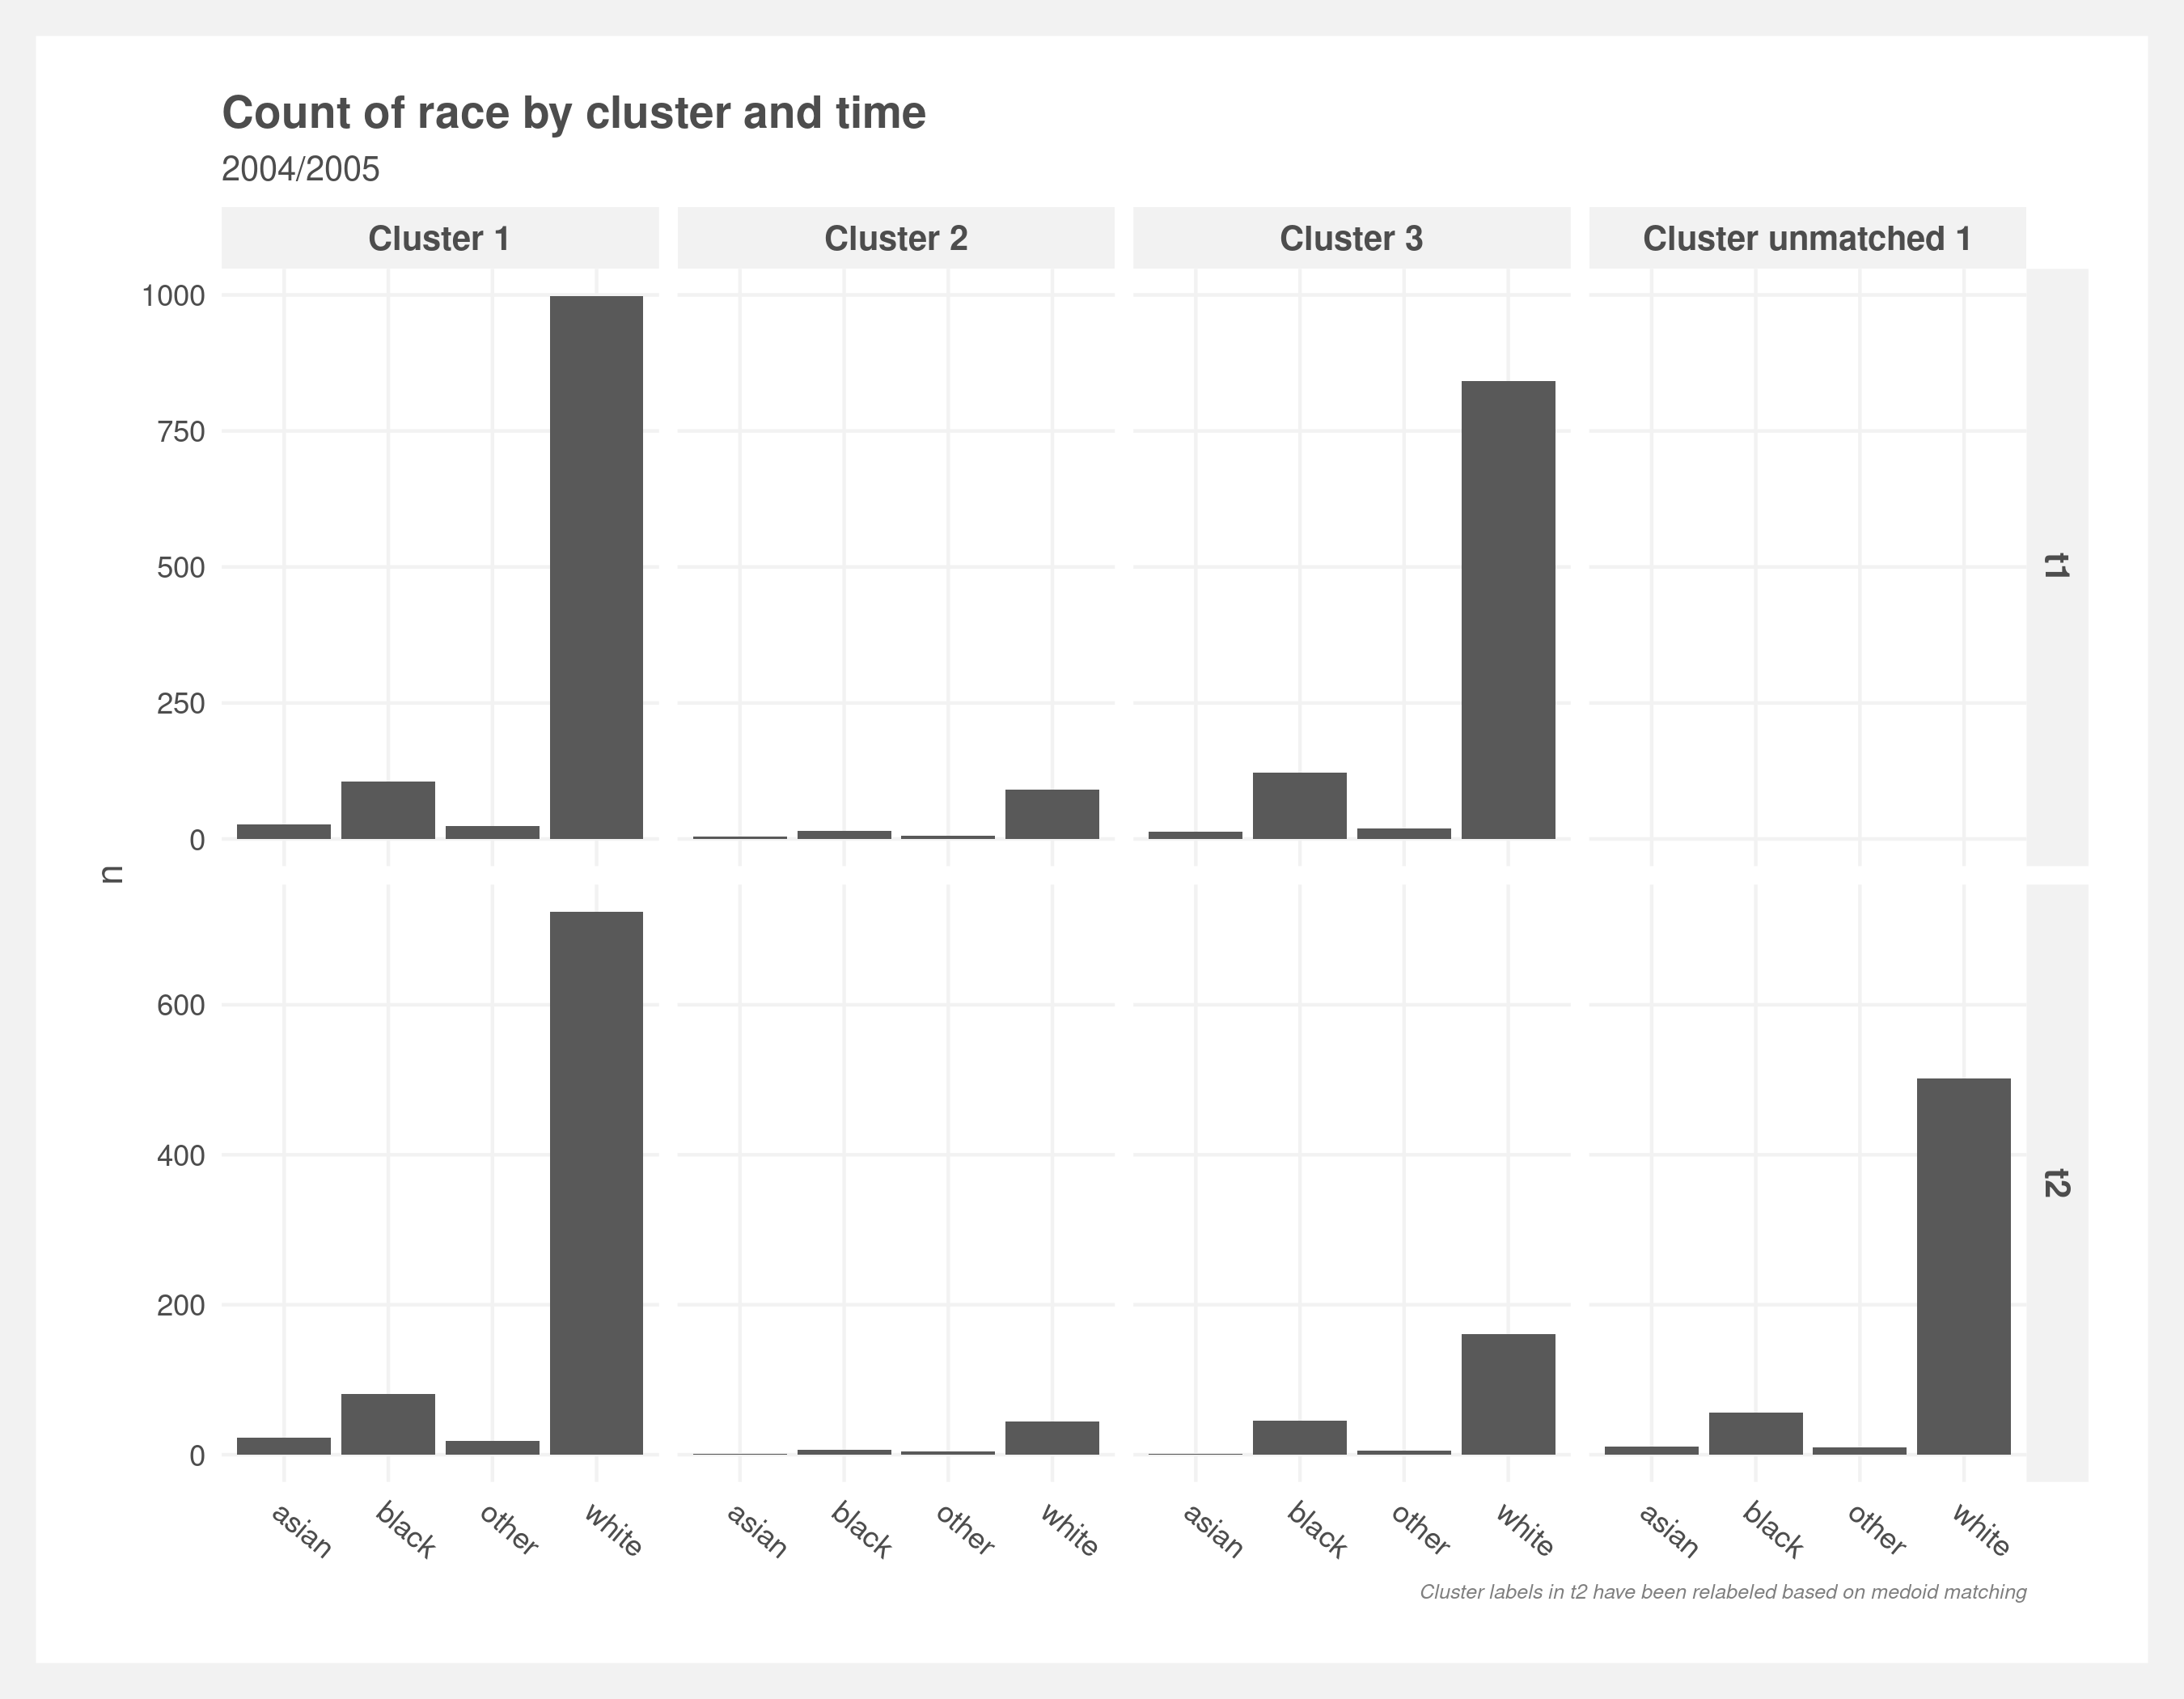 Count of race by cluster and time
2004/2005
Cluster 1 Cluster 2 Cluster 3 Cluster unmatched 1
1000
750
500
250
0
t1
n
600
400
200
0
t2
asian black other white asian black other white asian black other white asian black other white
Cluster labels in t2 have been relabeled based on medoid matching